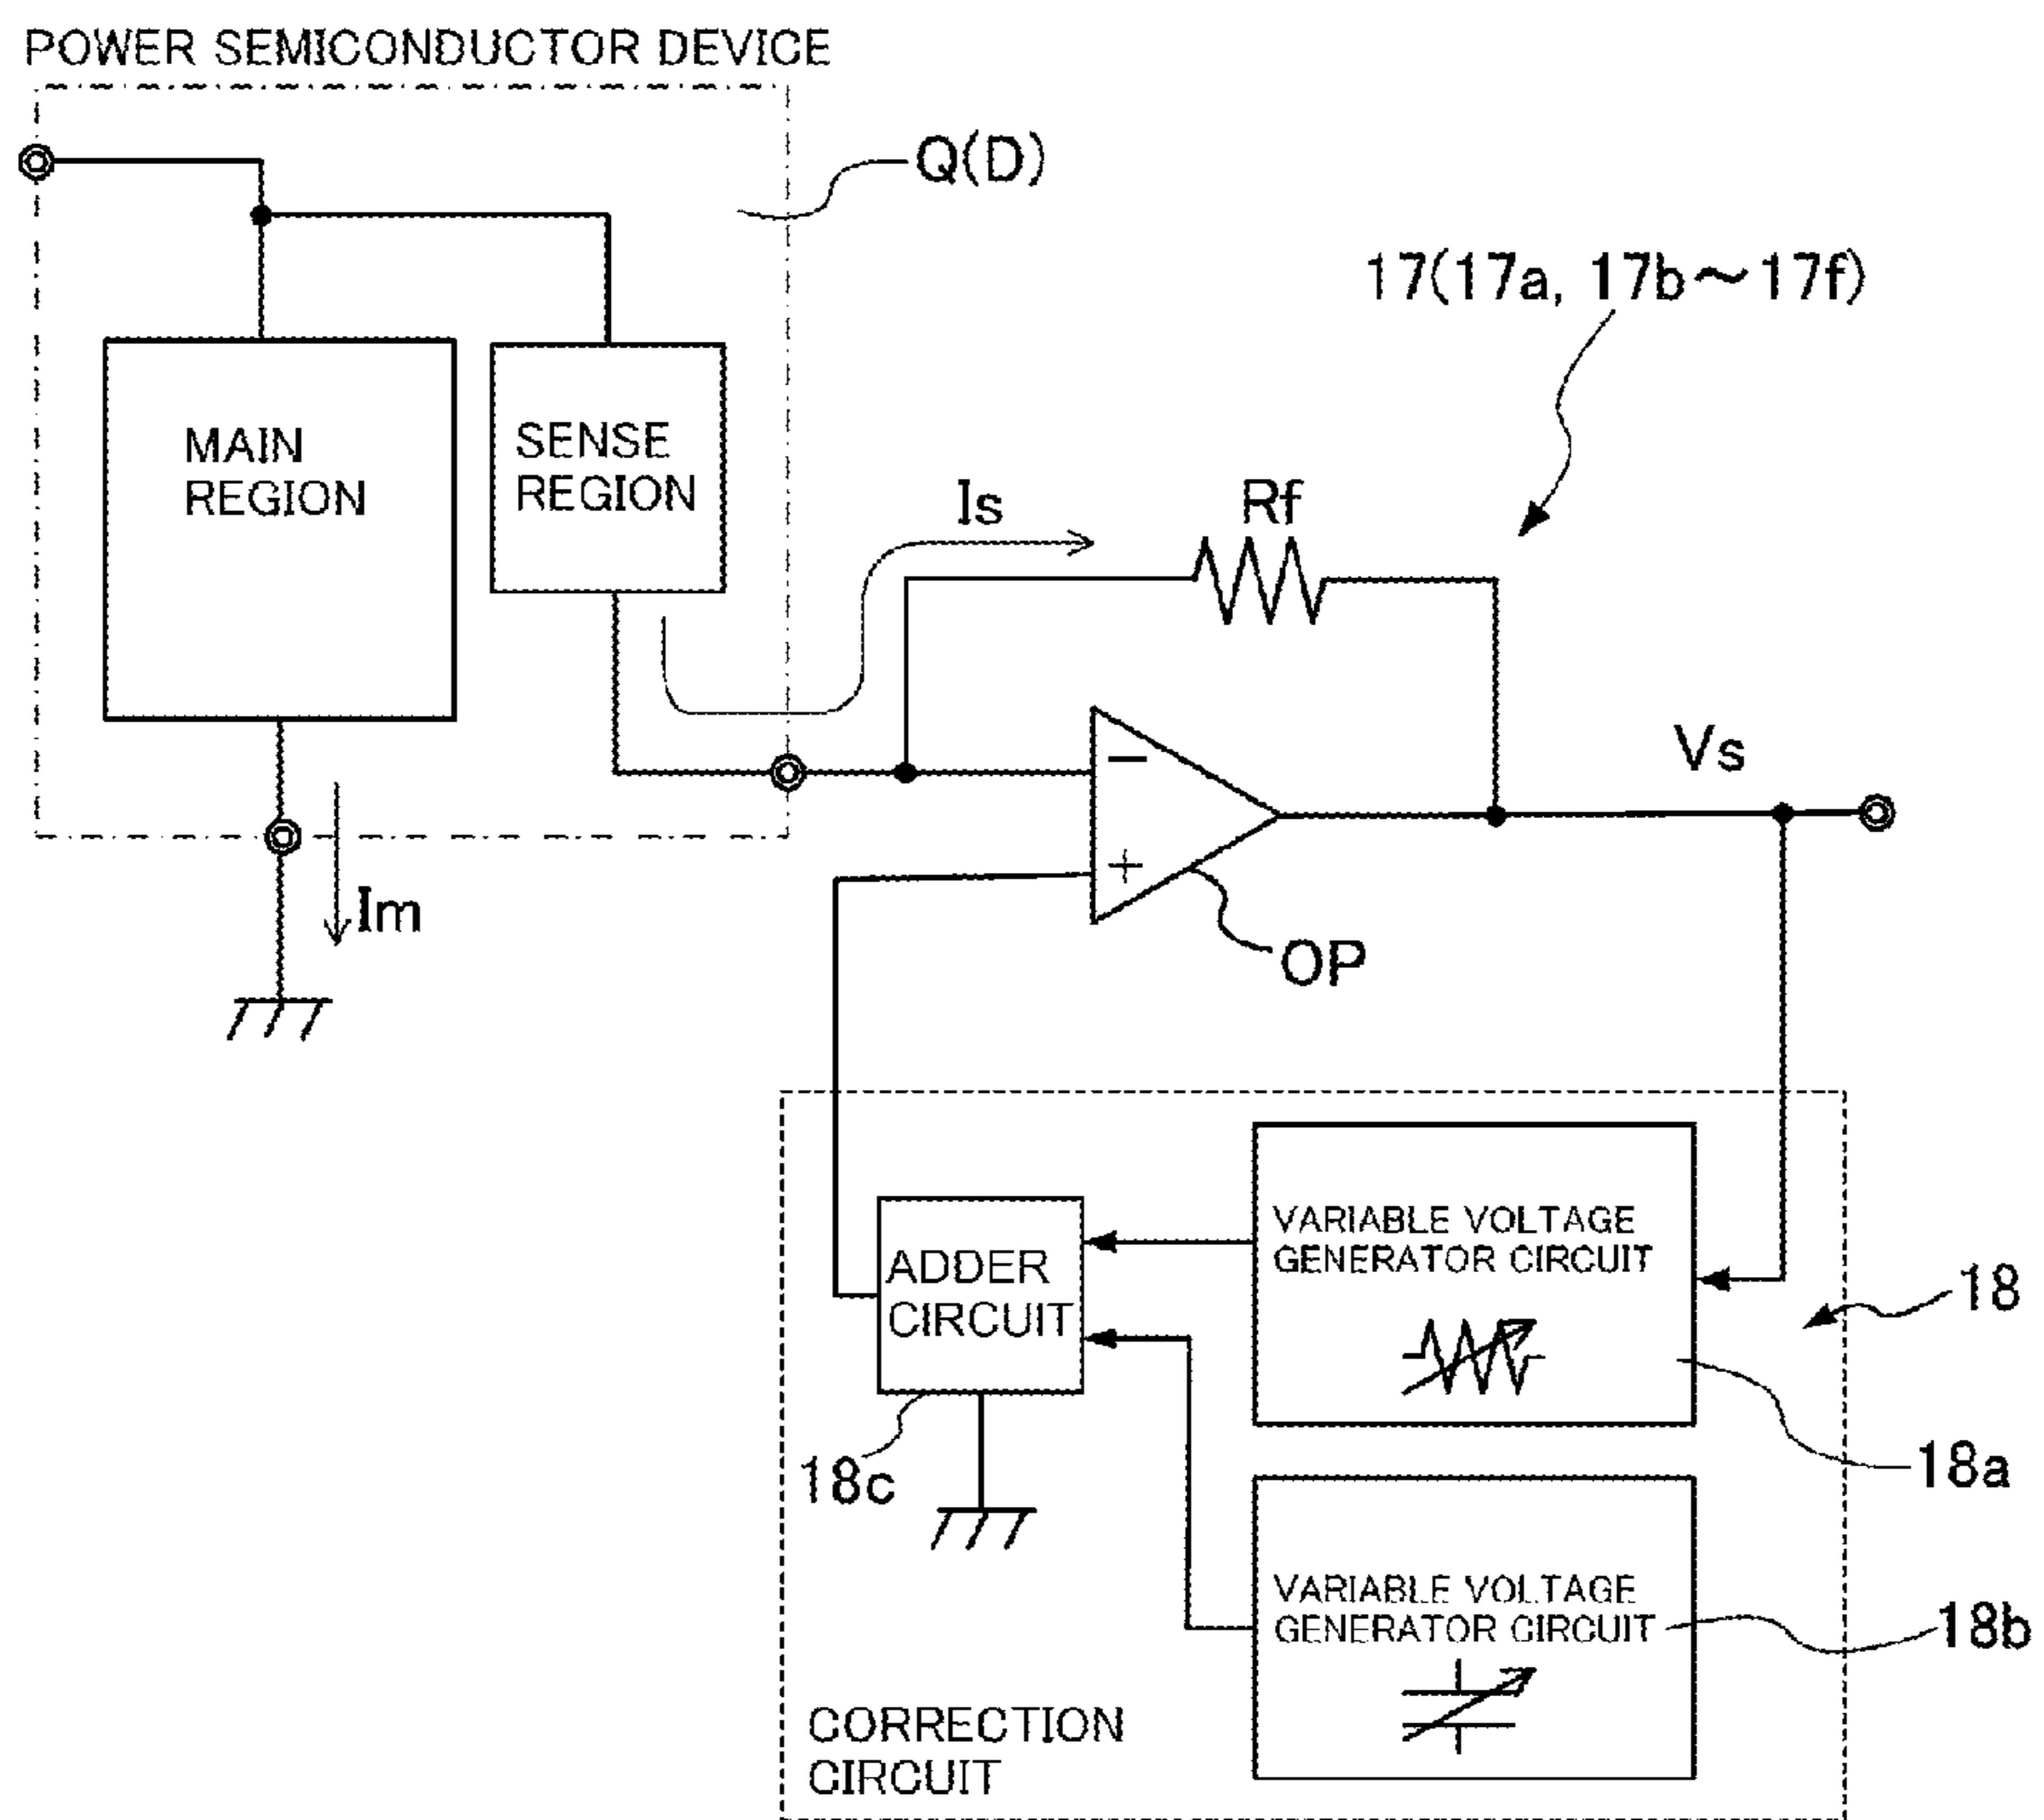 POWER SEMICONDUCTOR DEVICE
Q(D)
17(17a, 17b～17f)
MAIN
REGION
SENSE
REGION
Is
Rf
−
Vs
+
Im
OP
VARIABLE VOLTAGE
GENERATOR CIRCUIT
ADDER
CIRCUIT
18
18a
18c
VARIABLE VOLTAGE
GENERATOR CIRCUIT
18b
CORRECTION
CIRCUIT